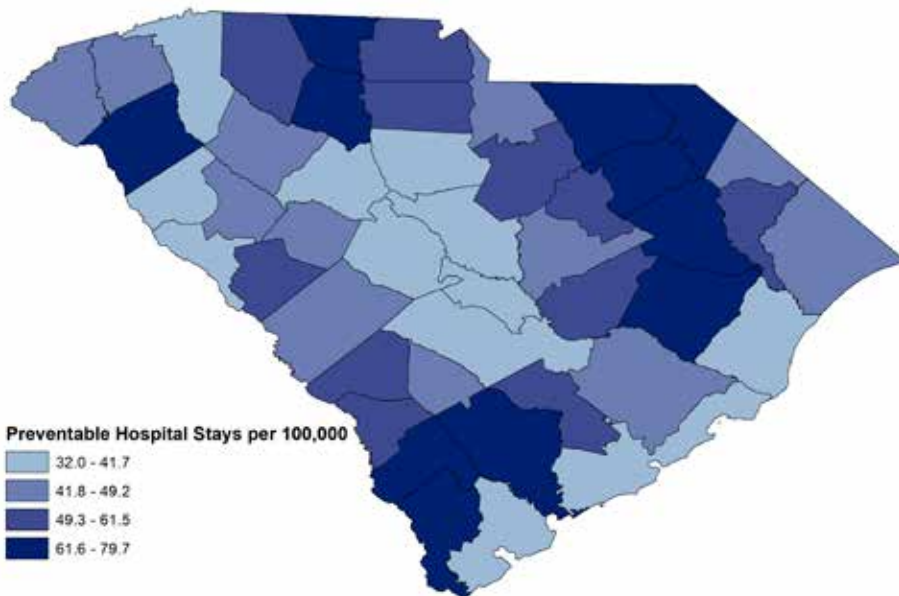 Preventable Hospital Stays per 100,000
32.0 - 41.7
41.8 - 49.2
49.3 - 61.5
61.6 - 79.7